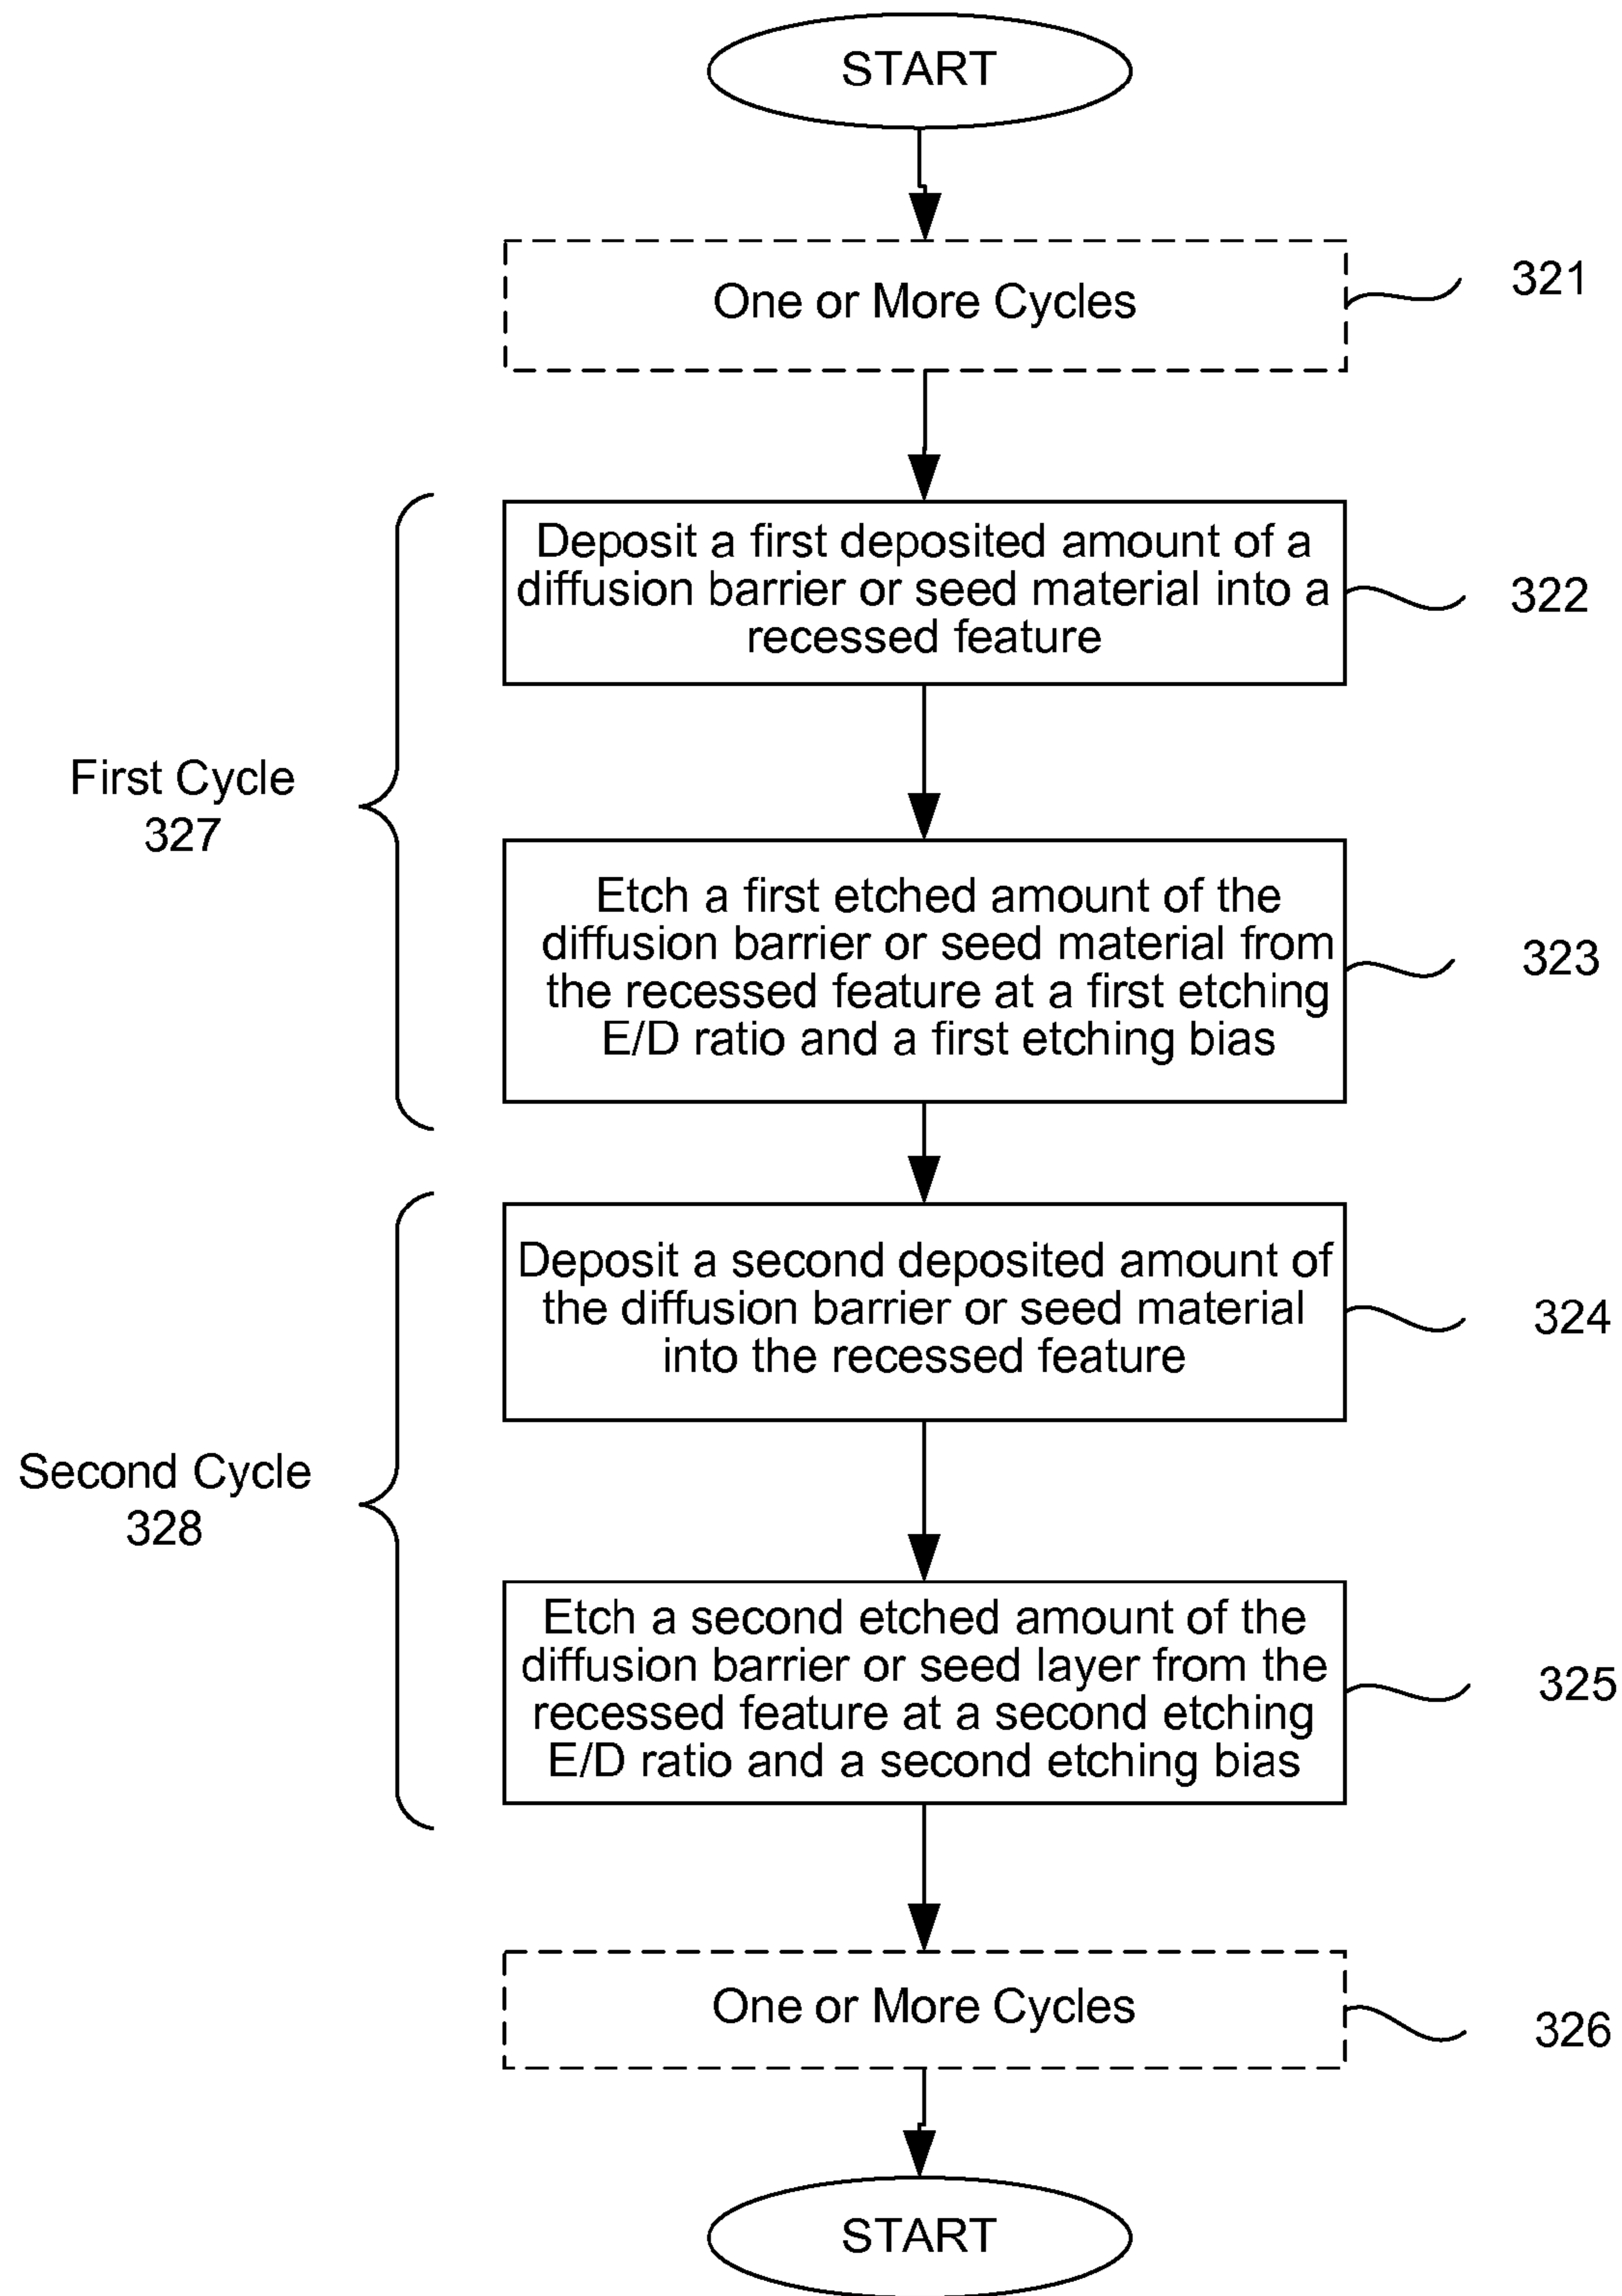 START
One or More Cycles
321
Deposit a first deposited amount of a
diffusion barrier or seed material into a
recessed feature
322
First Cycle
327
Etch a first etched amount of the
diffusion barrier or seed material from
the recessed feature at a first etching
E/D ratio and a first etching bias
323
Deposit a second deposited amount of
the diffusion barrier or seed material
into the recessed feature
324
Second Cycle
328
Etch a second etched amount of the
diffusion barrier or seed layer from the
recessed feature at a second etching
E/D ratio and a second etching bias
325
One or More Cycles
326
START